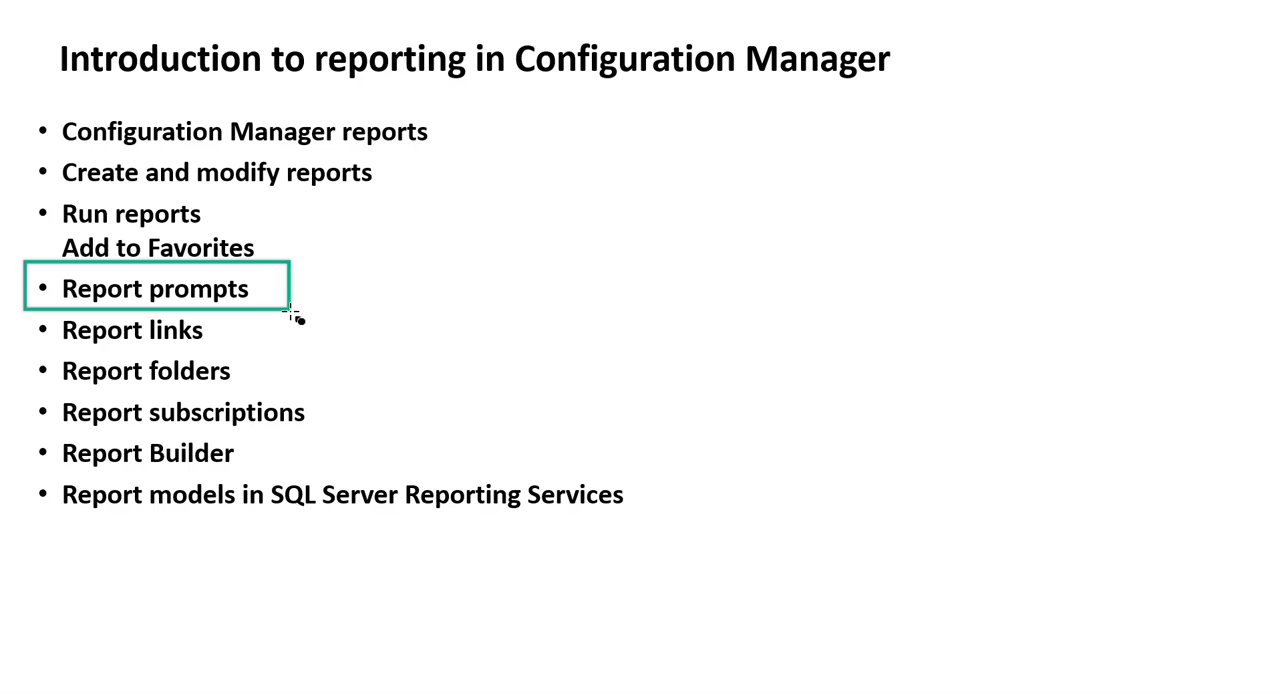 Introduction to reporting in Configuration Manager
• Configuration Manager reports
• Create and modify reports
• Run reports
Add to Favorites
• Report prompts
• Report links
• Report folders
• Report subscriptions
• Report Builder
• Report models in SQL Server Reporting Services